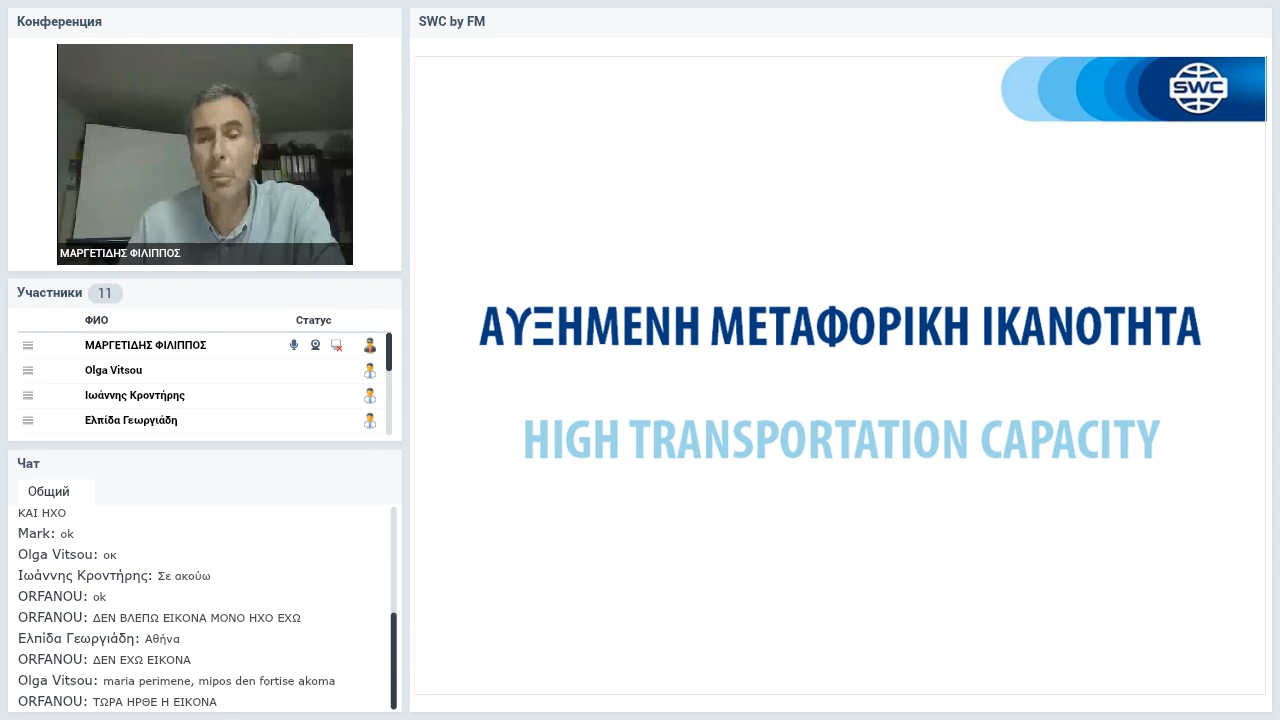 Конференция
ΜΑΡΓΕΤΙΔΗΣ ΦΙΛΙΠΠΟΣ
Участники 11
ФИО Статус
ΜΑΡΓΕΤΙΔΗΣ ΦΙΛΙΠΠΟΣ
Olga Vitsou
Ιωάννης Κροντήρης
Ελπίδα Γεωργιάδη
Чат
Общий
ΚΑΙ ΗΧΟ
Mark: ok
Olga Vitsou: οκ
Ιωάννης Κροντήρης: Σε ακούω
ORFANOU: ok
ORFANOU: ΔΕΝ ΒΛΕΠΩ ΕΙΚΟΝΑ ΜΟΝΟ ΗΧΟ ΕΧΩ
Ελπίδα Γεωργιάδη: Αθήνα
ORFANOU: ΔΕΝ ΕΧΩ ΕΙΚΟΝΑ
Olga Vitsou: maria perimene, mipos den fortise akoma
ORFANOU: ΤΩΡΑ ΗΡΘΕ Η ΕΙΚΟΝΑ
SWC by FM
SWC
ΑΥΞΗΜΕΝΗ ΜΕΤΑΦΟΡΙΚΗ ΙΚΑΝΟΤΗΤΑ
HIGH TRANSPORTATION CAPACITY